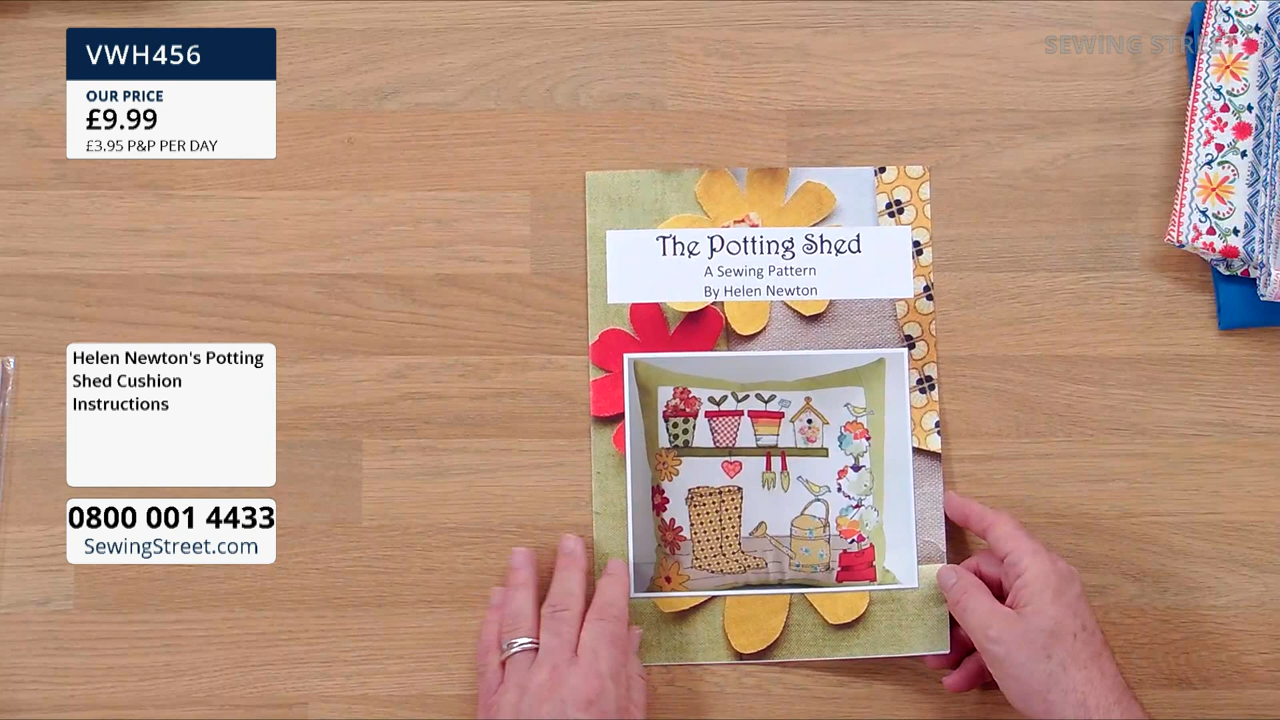 VWH456
OUR PRICE
£9.99
£3.95 P&P PER DAY
SEWING STREET
The Potting Shed
A Sewing Pattern
By Helen Newton
Helen Newton's Potting
Shed Cushion
Instructions
0800 001 4433
SewingStreet.com